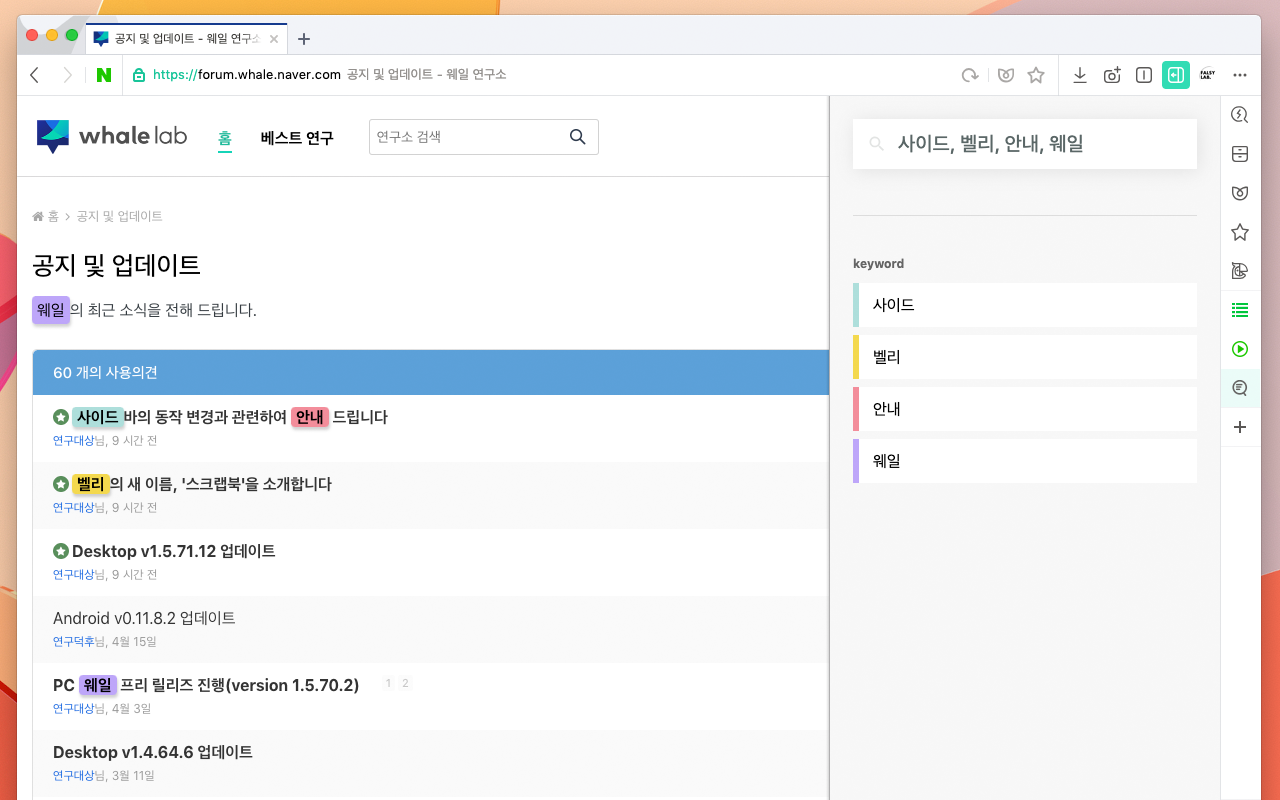 공지 및 업데이트 - 웨일 연구소
https://forum.whale.naver.com 공지 및 업데이트 - 웨일 연구소
FALSY LAB.
whale lab
홈
베스트 연구
연구소 검색
홈 > 공지 및 업데이트
공지 및 업데이트
웨일의 최근 소식을 전해 드립니다.
60 개의 사용의견
사이드바의 동작 변경과 관련하여 안내 드립니다
연구대상님, 9 시간 전
벨리의 새 이름, '스크랩북'을 소개합니다
연구대상님, 9 시간 전
Desktop v1.5.71.12 업데이트
연구대상님, 9 시간 전
Android v0.11.8.2 업데이트
연구덕후님, 4월 15일
PC 웨일 프리 릴리즈 진행(version 1.5.70.2) 1 2
연구대상님, 4월 3일
Desktop v1.4.64.6 업데이트
연구대상님, 3월 11일
사이드, 벨리, 안내, 웨일
keyword
사이드
벨리
안내
웨일